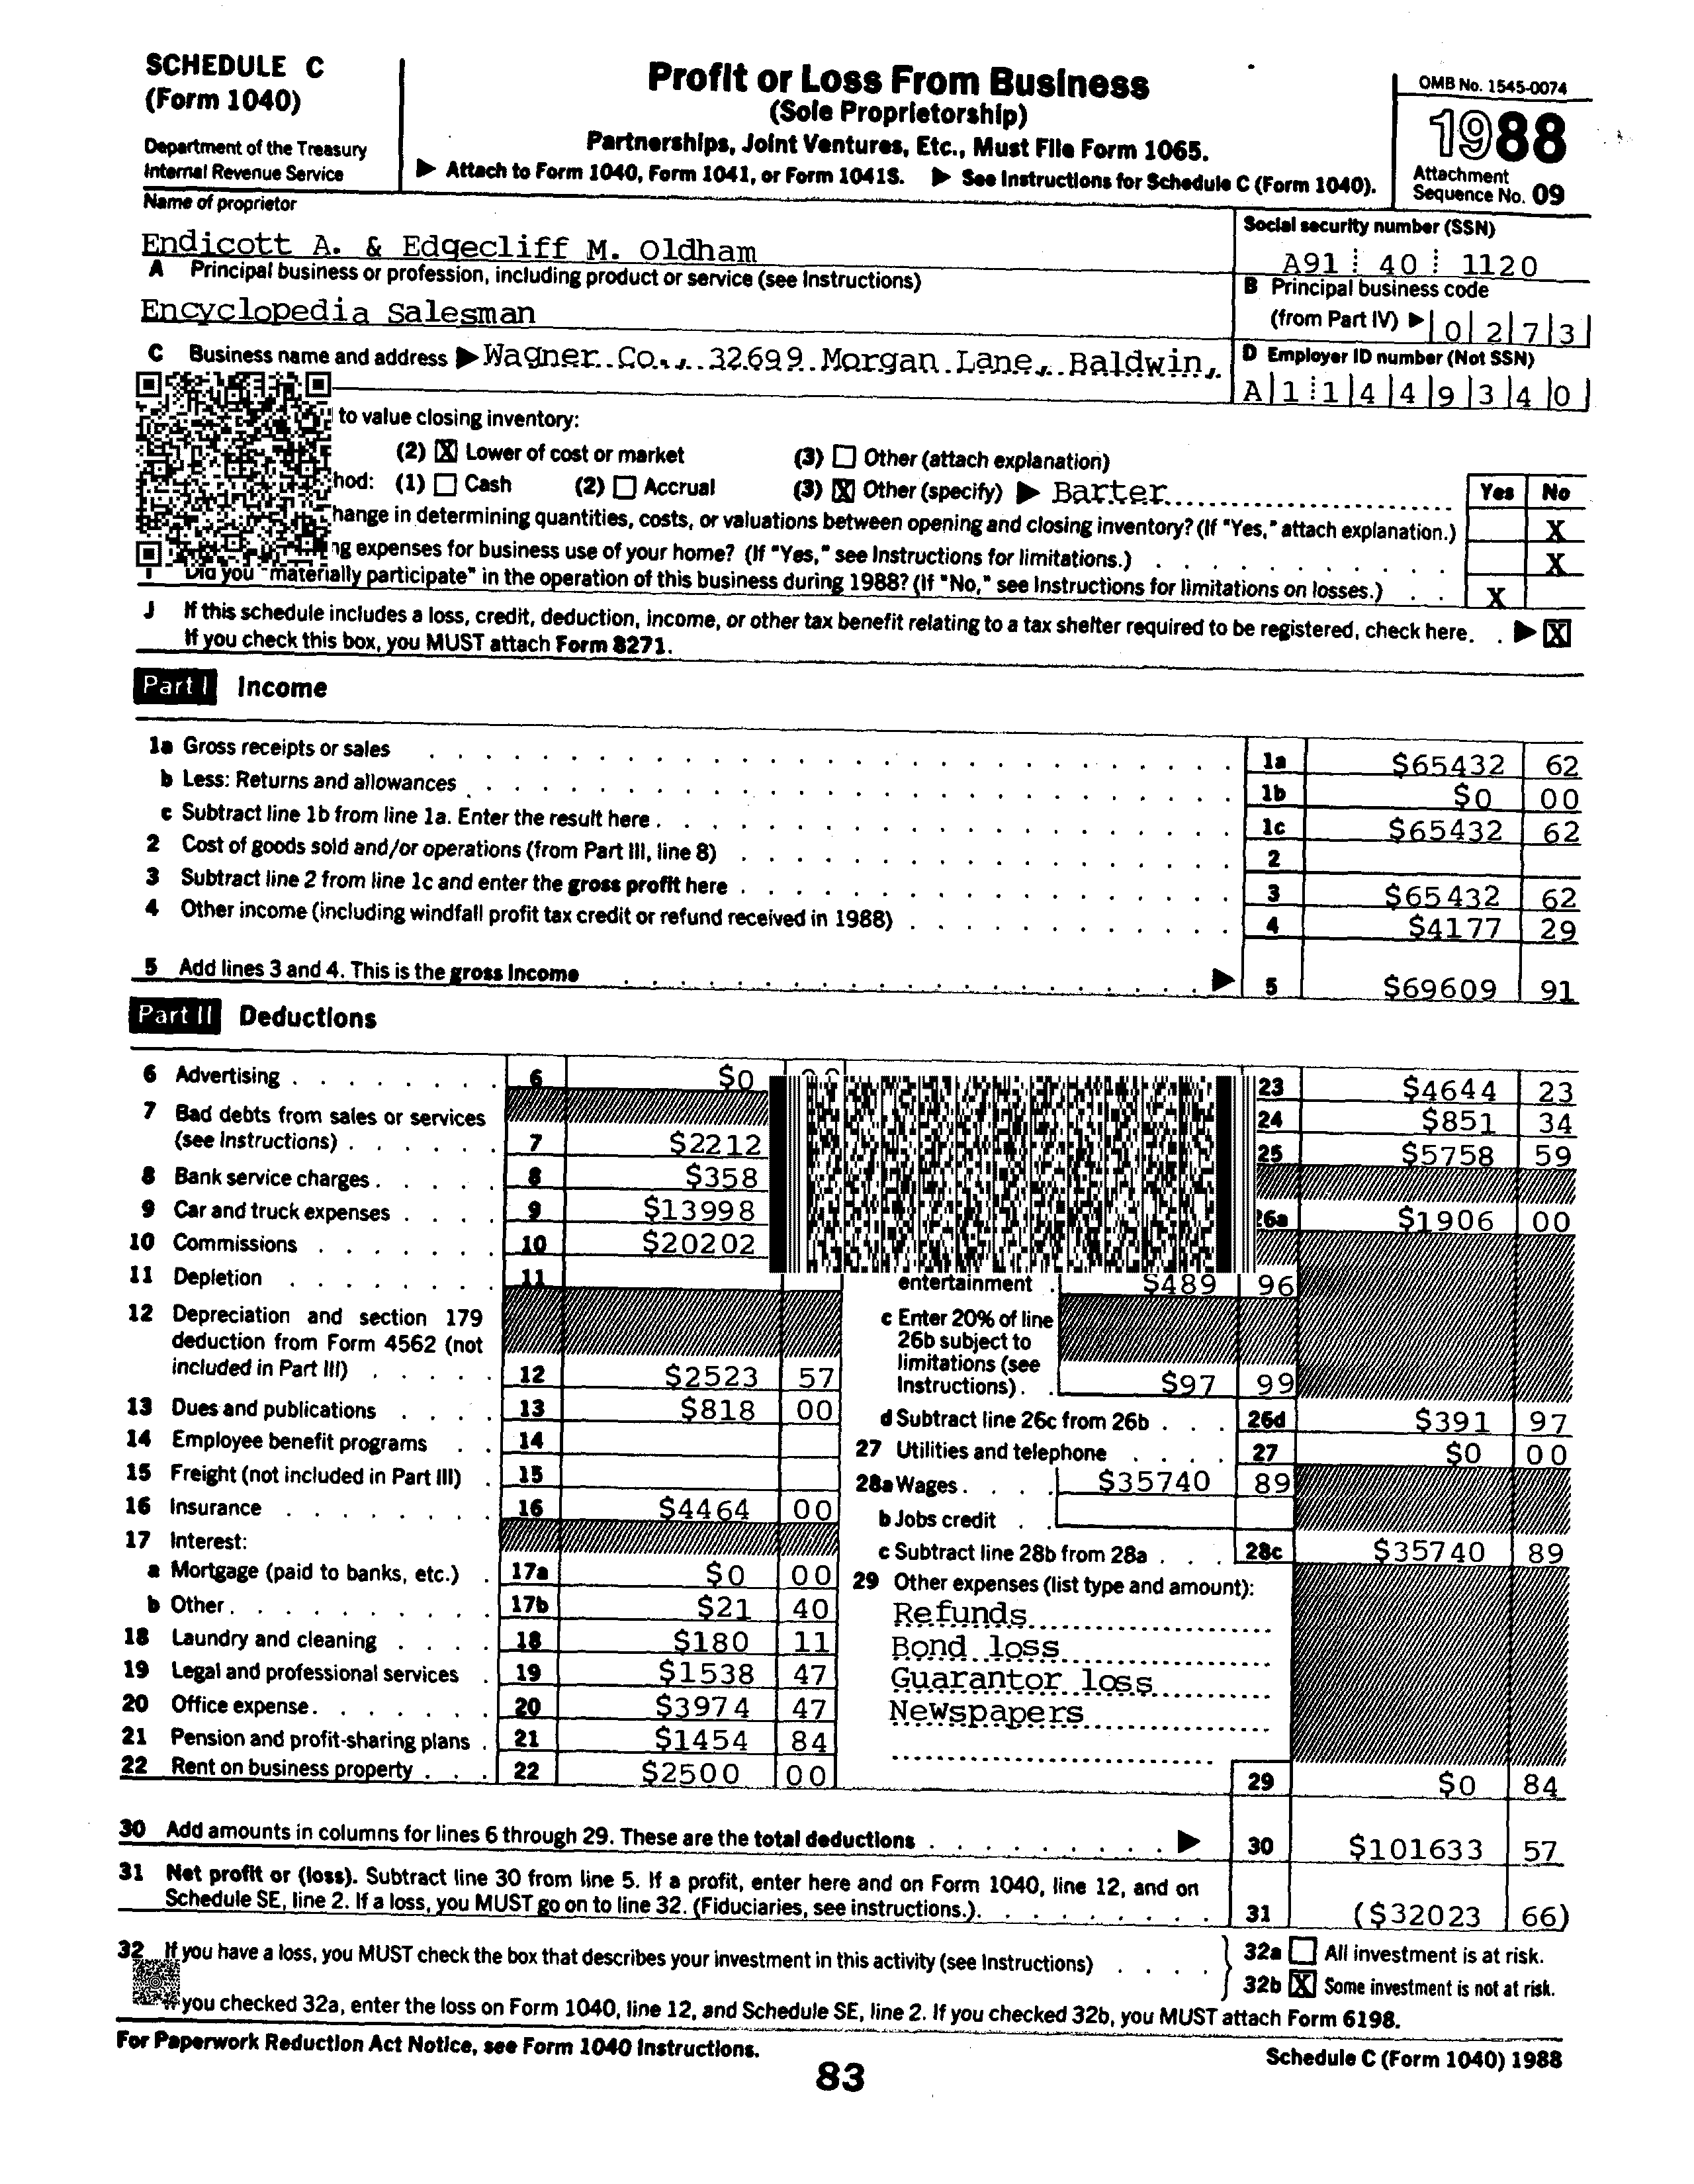 SCHEDULE C
(Form 1040)
Department of the Treasury
Internal Revenue Service
Profit or Loss From Business
(Sole Proprietorship)
Partnerships, Joint Ventures, Etc., Must File Form 1065.
▶ Attach to Form 1040, Form 1041, or Form 1041S. ▶ See Instructions for Schedule C (Form 1040).
OMB No. 1545-0074
1988
Attachment
Sequence No. 09
Name of proprietor
Endicott A. & Edgecliff M. Oldham
Social security number (SSN)
A91 40 1120
A Principal business or profession, including product or service (see Instructions)
Encyclopedia Salesman
B Principal business code
(from Part IV) ▶ 0 2 7 3
C Business name and address ▶ Wagner Co., 32699 Morgan Lane, Baldwin,
D Employer ID number (Not SSN)
A 1 1 4 4 9 3 4 0
to value closing inventory:
(2) X Lower of cost or market (3) Other (attach explanation)
hod: (1) Cash (2) Accrual (3) X Other (specify) ▶ Barter
Yes No
hange in determining quantities, costs, or valuations between opening and closing inventory? (If "Yes," attach explanation.) X
ng expenses for business use of your home? (If "Yes," see Instructions for limitations.) X
I Did you "materially participate" in the operation of this business during 1988? (If "No," see Instructions for limitations on losses.) X
J If this schedule includes a loss, credit, deduction, income, or other tax benefit relating to a tax shelter required to be registered, check here. ▶ X
If you check this box, you MUST attach Form 8271.
Part I Income
1a Gross receipts or sales 1a $65432 62
b Less: Returns and allowances 1b $0 00
c Subtract line 1b from line 1a. Enter the result here 1c $65432 62
2 Cost of goods sold and/or operations (from Part III, line 8) 2
3 Subtract line 2 from line 1c and enter the gross profit here 3 $65432 62
4 Other income (including windfall profit tax credit or refund received in 1988) 4 $4177 29
5 Add lines 3 and 4. This is the gross income ▶ 5 $69609 91
Part II Deductions
6 Advertising 6 $0
7 Bad debts from sales or services
(see Instructions) 7 $2212
8 Bank service charges 8 $358
9 Car and truck expenses 9 $13998
10 Commissions 10 $20202
11 Depletion 11
12 Depreciation and section 179
deduction from Form 4562 (not
included in Part III) 12 $2523 57
13 Dues and publications 13 $818 00
14 Employee benefit programs 14
15 Freight (not included in Part III) 15
16 Insurance 16 $4464 00
17 Interest:
a Mortgage (paid to banks, etc.) 17a $0 00
b Other 17b $21 40
18 Laundry and cleaning 18 $180 11
19 Legal and professional services 19 $1538 47
20 Office expense 20 $3974 47
21 Pension and profit-sharing plans 21 $1454 84
22 Rent on business property 22 $2500 00
23 $4644 23
24 $851 34
25 $5758 59
26a $1906 00
entertainment $489 96
c Enter 20% of line
26b subject to
limitations (see
Instructions) $97 99
d Subtract line 26c from 26b 26d $391 97
27 Utilities and telephone 27 $0 00
28a Wages $35740 89
b Jobs credit
c Subtract line 28b from 28a 28c $35740 89
29 Other expenses (list type and amount):
Refunds
Bond loss
Guarantor loss
Newspapers
29 $0 84
30 Add amounts in columns for lines 6 through 29. These are the total deductions ▶ 30 $101633 57
31 Net profit or (loss). Subtract line 30 from line 5. If a profit, enter here and on Form 1040, line 12, and on
Schedule SE, line 2. If a loss, you MUST go on to line 32. (Fiduciaries, see instructions.) 31 ($32023 66)
32 If you have a loss, you MUST check the box that describes your investment in this activity (see Instructions)
32a All investment is at risk.
32b X Some investment is not at risk.
If you checked 32a, enter the loss on Form 1040, line 12, and Schedule SE, line 2. If you checked 32b, you MUST attach Form 6198.
For Paperwork Reduction Act Notice, see Form 1040 Instructions.
Schedule C (Form 1040) 1988
83